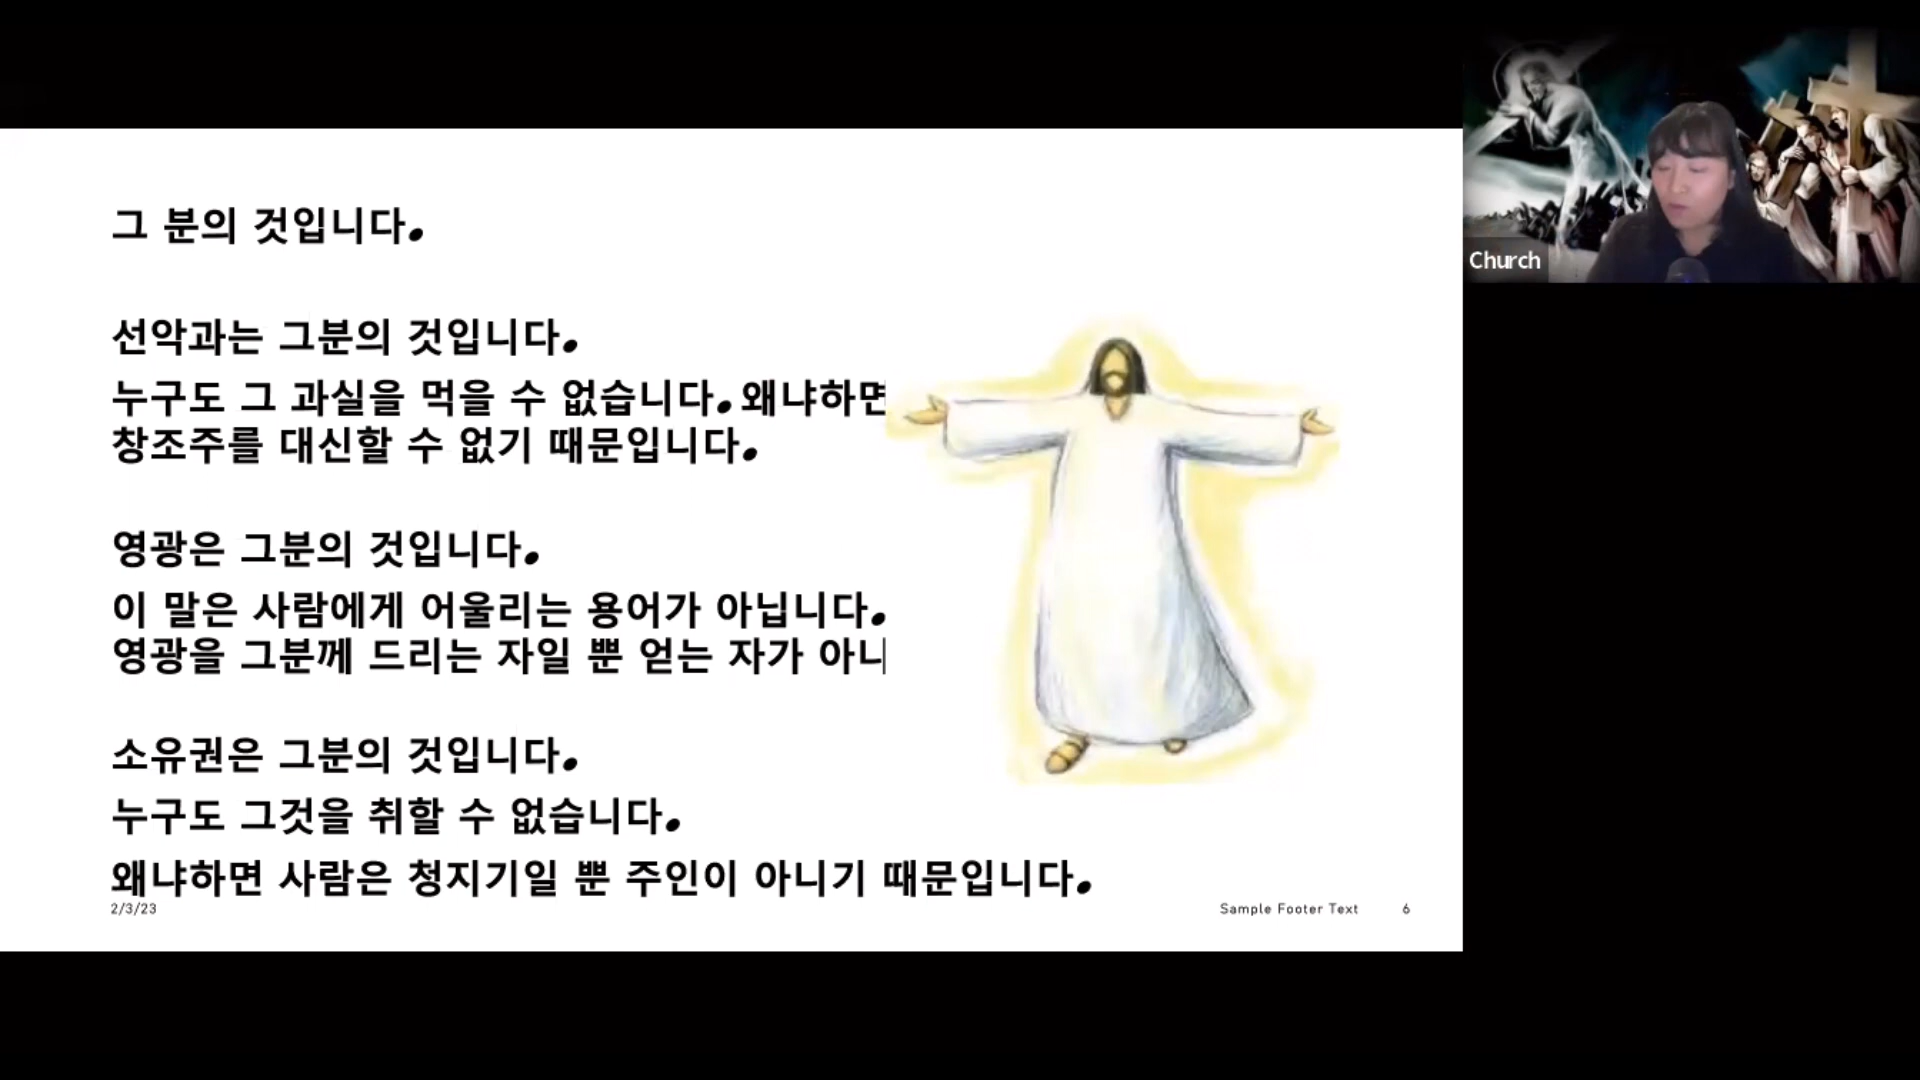 그 분의 것입니다.
선악과는 그분의 것입니다.
누구도 그 과실을 먹을 수 없습니다. 왜냐하면
창조주를 대신할 수 없기 때문입니다.
영광은 그분의 것입니다.
이 말은 사람에게 어울리는 용어가 아닙니다.
영광을 그분께 드리는 자일 뿐 얻는 자가 아니
소유권은 그분의 것입니다.
누구도 그것을 취할 수 없습니다.
왜냐하면 사람은 청지기일 뿐 주인이 아니기 때문입니다.
2/3/23
Sample Footer Text 6
Church